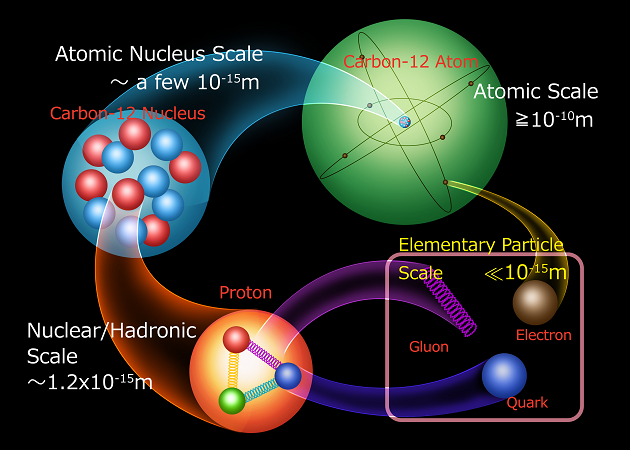 Atomic Nucleus Scale
～ a few 10⁻¹⁵m
Carbon-12 Nucleus
Carbon-12 Atom
Atomic Scale
≧10⁻¹⁰m
Elementary Particle
Scale ≪10⁻¹⁵m
Electron
Gluon
Quark
Proton
Nuclear/Hadronic
Scale
～1.2x10⁻¹⁵m